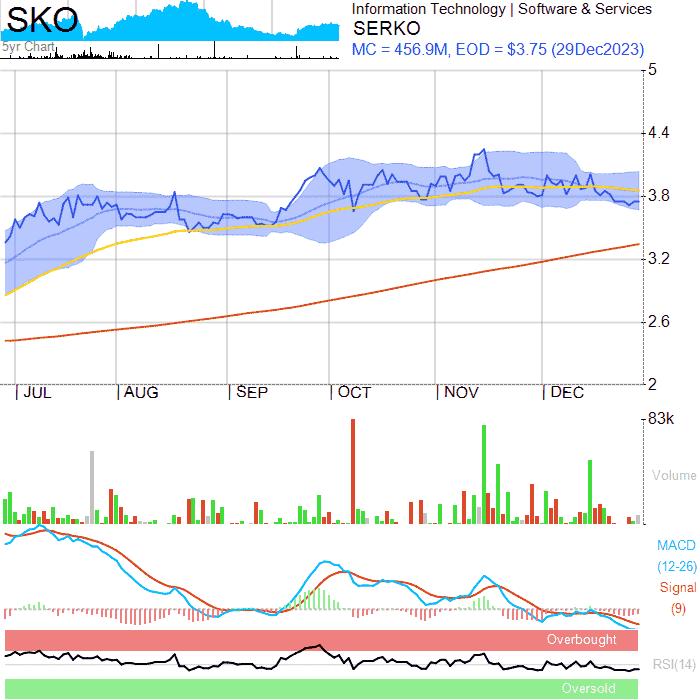 SKO
5yr Chart
Information Technology | Software & Services
SERKO
MC = 456.9M, EOD = $3.75 (29Dec2023)
5
4.4
3.8
3.2
2.6
2
JUL AUG SEP OCT NOV DEC
83k
Volume
MACD
(12-26)
Signal
(9)
Overbought
RSI(14)
Oversold